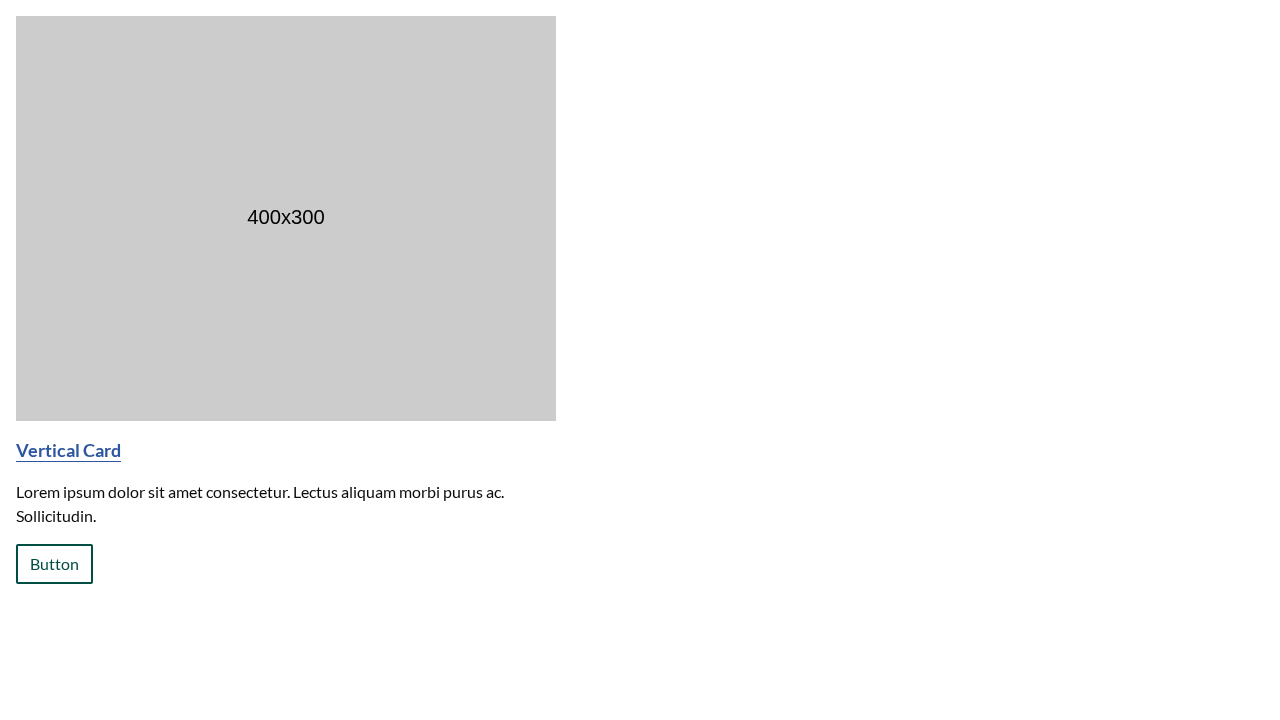 400x300
Vertical Card
Lorem ipsum dolor sit amet consectetur. Lectus aliquam morbi purus ac.
Sollicitudin.
Button